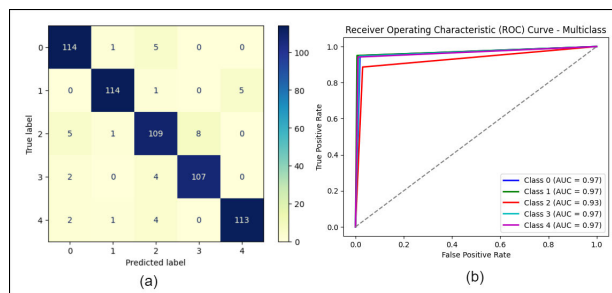 Receiver Operating Characteristic (ROC) Curve - Multiclass
0 114 1 5 0 0
1 0 114 1 0 5
2 5 1 109 8 0
3 2 0 4 107 0
4 2 1 4 0 113
0 1 2 3 4
True label
Predicted label
100
80
60
40
20
0
(a)
1.0
0.8
0.6
0.4
0.2
0.0
True Positive Rate
0.0 0.2 0.4 0.6 0.8 1.0
False Positive Rate
Class 0 (AUC = 0.97)
Class 1 (AUC = 0.97)
Class 2 (AUC = 0.93)
Class 3 (AUC = 0.97)
Class 4 (AUC = 0.97)
(b)